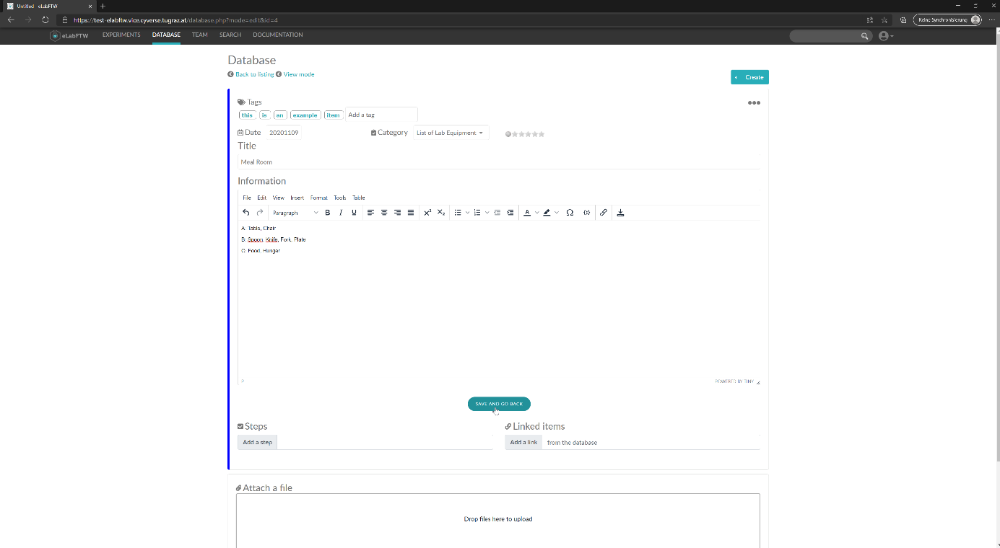 Untitled - eLabFTW
https://test-elabftw.vice.cyverse.tugraz.at/database.php?mode=edit&id=4
Keine Synchronisierung
eLabFTW EXPERIMENTS DATABASE TEAM SEARCH DOCUMENTATION
Database
Back to listing View mode
Create
Tags
this is an example item Add a tag
Date 20201109 Category List of Lab Equipment
Title
Meal Room
Information
File Edit View Insert Format Tools Table
Paragraph B I U
A: Table, Chair
B: Spoon, Knife, Fork, Plate
C: Food, Hunger
POWERED BY TINY
SAVE AND GO BACK
Steps Linked items
Add a step Add a link from the database
Attach a file
Drop files here to upload